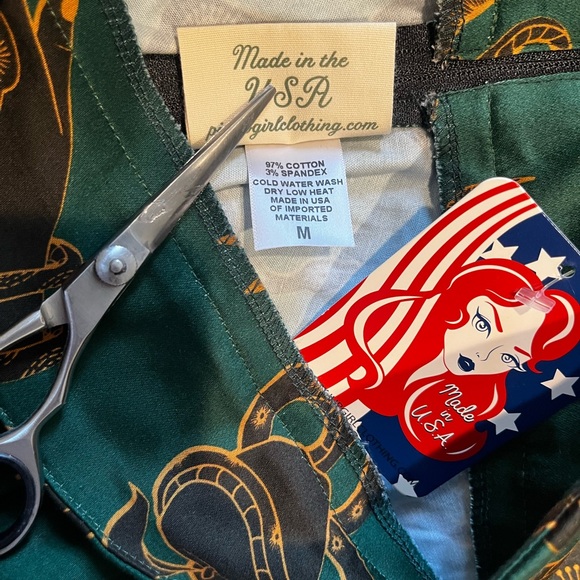 Made in the
USA
girlclothing.com
97% COTTON
3% SPANDEX
COLD WATER WASH
DRY LOW HEAT
MADE IN USA
OF IMPORTED
MATERIALS
M
Made
in
U.S.A.